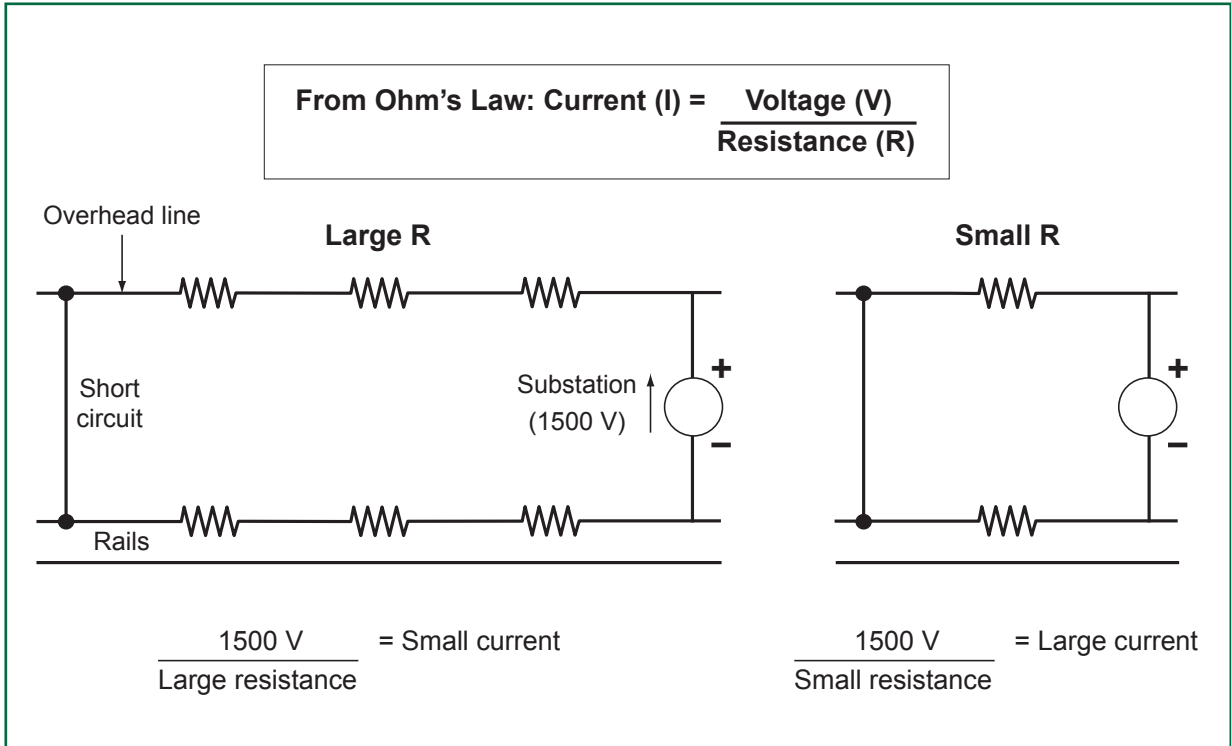 From Ohm's Law: Current (I) = Voltage (V)
Resistance (R)
Overhead line
Large R
Short
circuit
Substation
(1500 V)
+
−
Rails
1500 V = Small current
Large resistance
Small R
+
−
1500 V = Large current
Small resistance